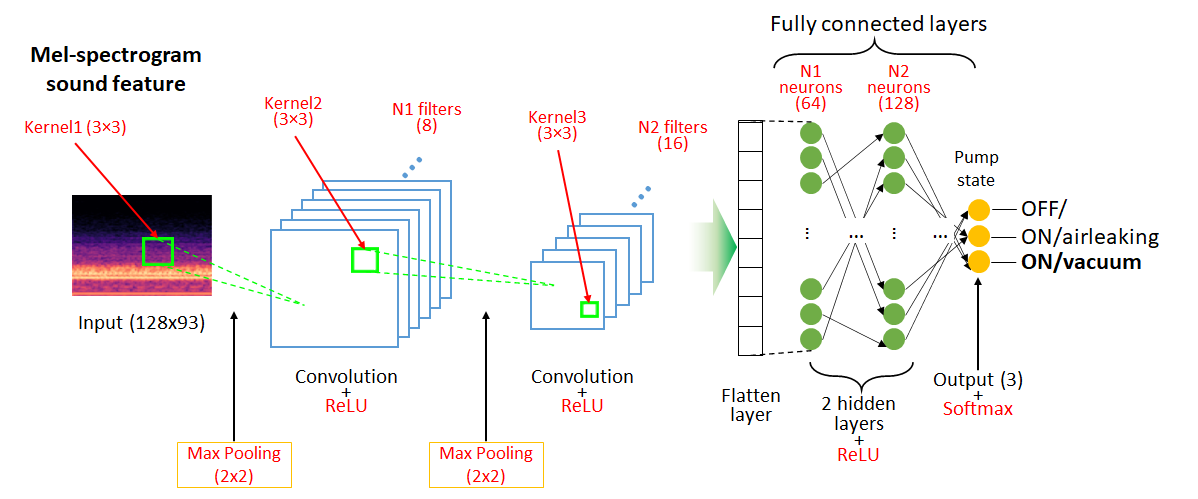 Mel-spectrogram
sound feature
Kernel1 (3×3)
Input (128x93)
Kernel2
(3×3)
N1 filters
(8)
Convolution
+
ReLU
Max Pooling
(2x2)
Kernel3
(3×3)
N2 filters
(16)
Convolution
+
ReLU
Max Pooling
(2x2)
Flatten
layer
Fully connected layers
N1
neurons
(64)
N2
neurons
(128)
2 hidden
layers
+
ReLU
Pump
state
OFF/
ON/airleaking
ON/vacuum
Output (3)
+
Softmax